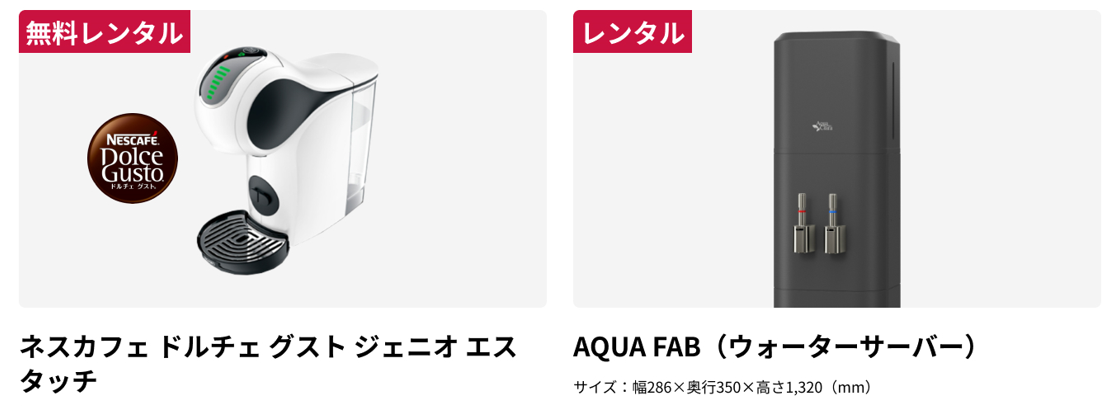 無料レンタル
NESCAFÉ
Dolce
Gusto
ドルチェ グスト
ネスカフェ ドルチェ グスト ジェニオ エス
タッチ
レンタル
AQUA FAB（ウォーターサーバー）
サイズ：幅286×奥行350×高さ1,320（mm）